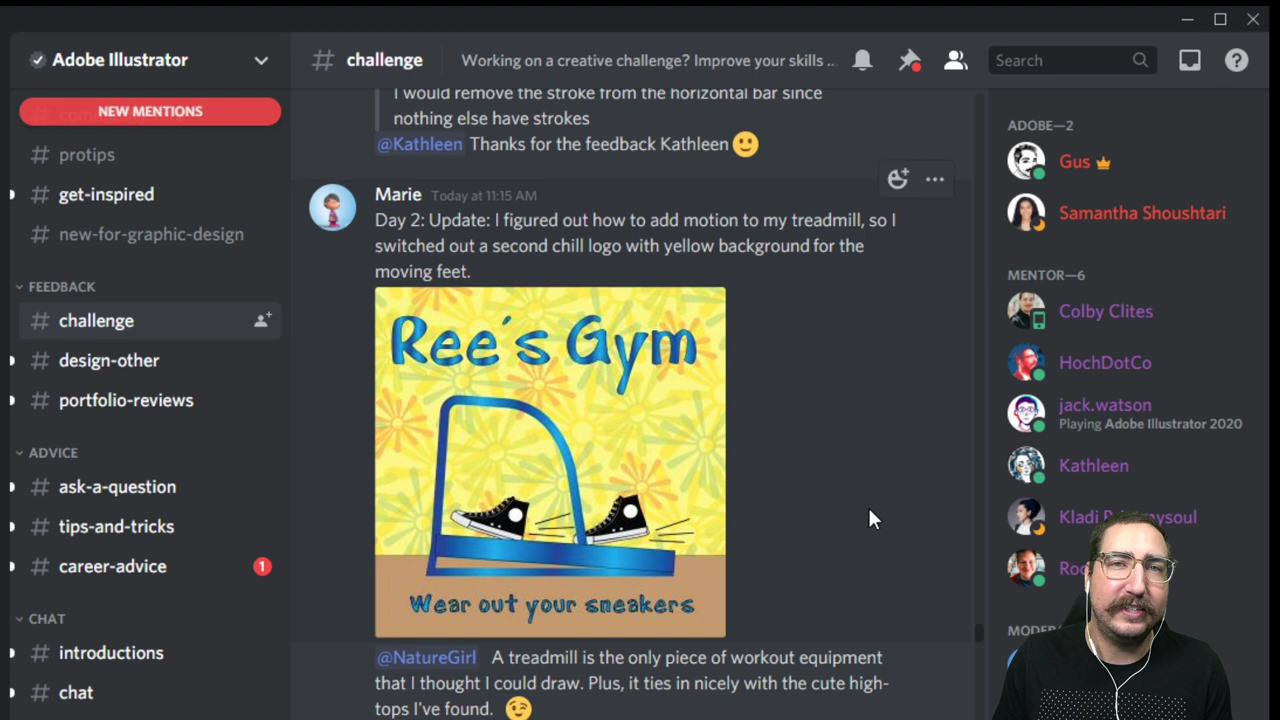 Adobe Illustrator
NEW MENTIONS
# protips
# get-inspired
# new-for-graphic-design
FEEDBACK
# challenge
# design-other
# portfolio-reviews
ADVICE
# ask-a-question
# tips-and-tricks
# career-advice 1
CHAT
# introductions
# chat
# challenge Working on a creative challenge? Improve your skills ... Search
I would remove the stroke from the horizontal bar since
nothing else have strokes
@Kathleen Thanks for the feedback Kathleen
Marie Today at 11:15 AM
Day 2: Update: I figured out how to add motion to my treadmill, so I
switched out a second chill logo with yellow background for the
moving feet.
Ree's Gym
Wear out your sneakers
@NatureGirl A treadmill is the only piece of workout equipment
that I thought I could draw. Plus, it ties in nicely with the cute high-
tops I've found.
ADOBE—2
Gus
Samantha Shoushtari
MENTOR—6
Colby Clites
HochDotCo
jack.watson
Playing Adobe Illustrator 2020
Kathleen
Kladi